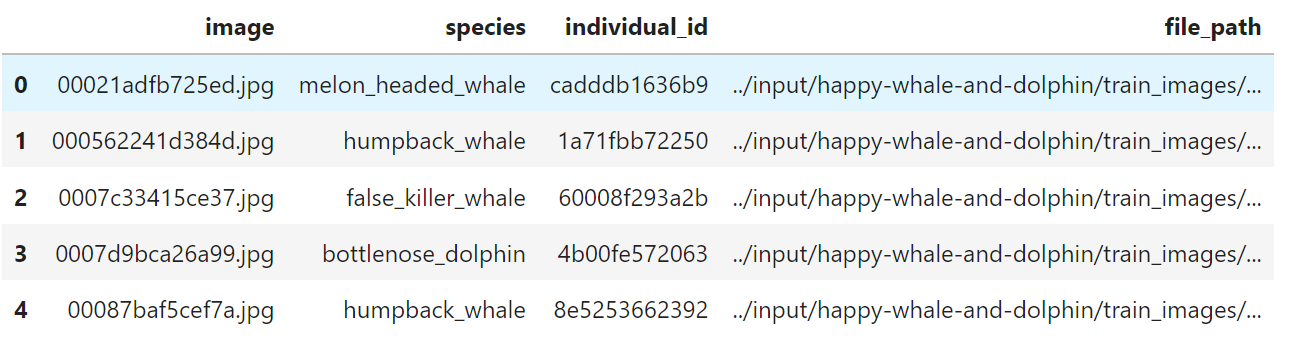 image species individual_id file_path
0 00021adfb725ed.jpg melon_headed_whale cadddb1636b9 ../input/happy-whale-and-dolphin/train_images/...
1 000562241d384d.jpg humpback_whale 1a71fbb72250 ../input/happy-whale-and-dolphin/train_images/...
2 0007c33415ce37.jpg false_killer_whale 60008f293a2b ../input/happy-whale-and-dolphin/train_images/...
3 0007d9bca26a99.jpg bottlenose_dolphin 4b00fe572063 ../input/happy-whale-and-dolphin/train_images/...
4 00087baf5cef7a.jpg humpback_whale 8e5253662392 ../input/happy-whale-and-dolphin/train_images/...